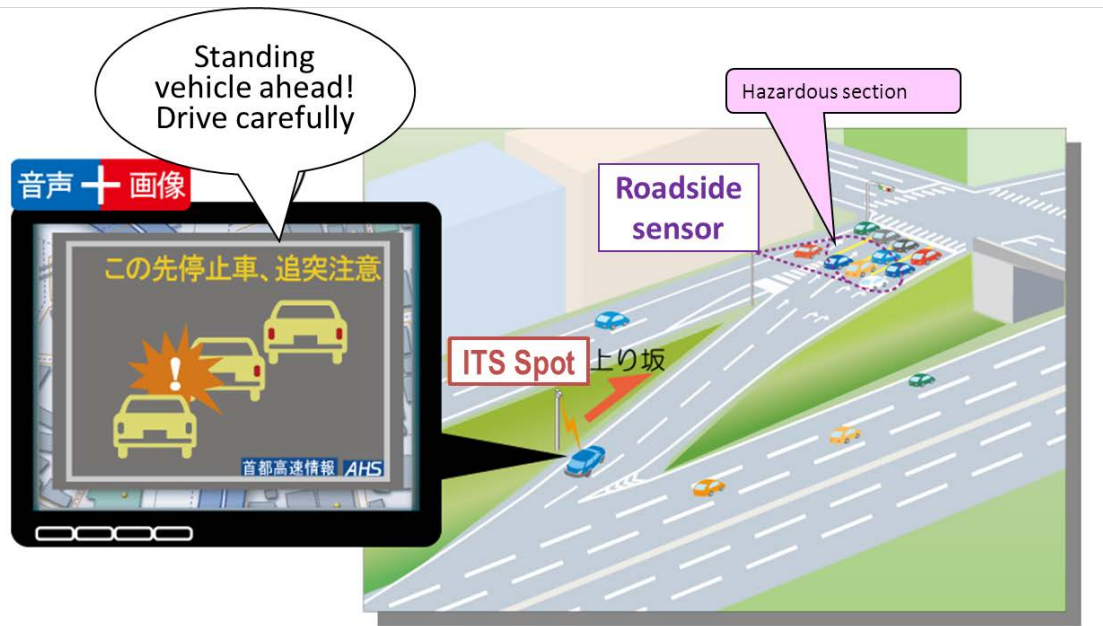 Standing
vehicle ahead!
Drive carefully
Hazardous section
音声+画像
Roadside
sensor
この先停止車、追突注意
!
ITS Spot
上り坂
首都高速情報 AHS